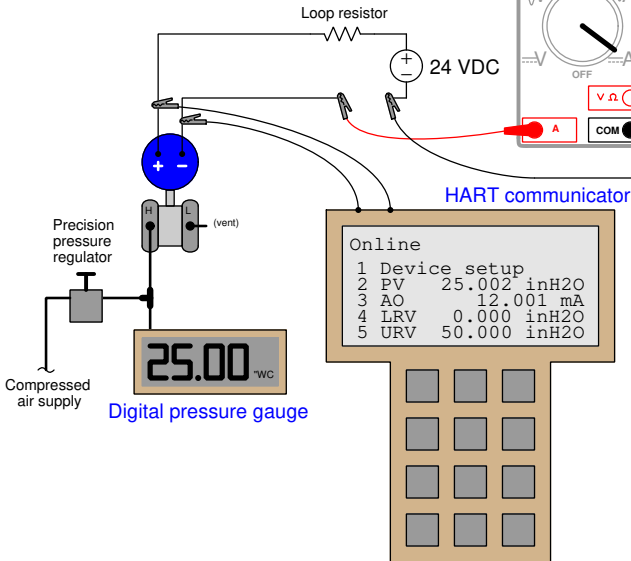 Loop resistor
24 VDC
V
A
OFF
V Ω
A
COM
HART communicator
H
L
(vent)
Precision
pressure
regulator
Online
1 Device setup
2 PV 25.002 inH2O
3 AO 12.001 mA
4 LRV 0.000 inH2O
5 URV 50.000 inH2O
25.00 "WC
Compressed
air supply
Digital pressure gauge